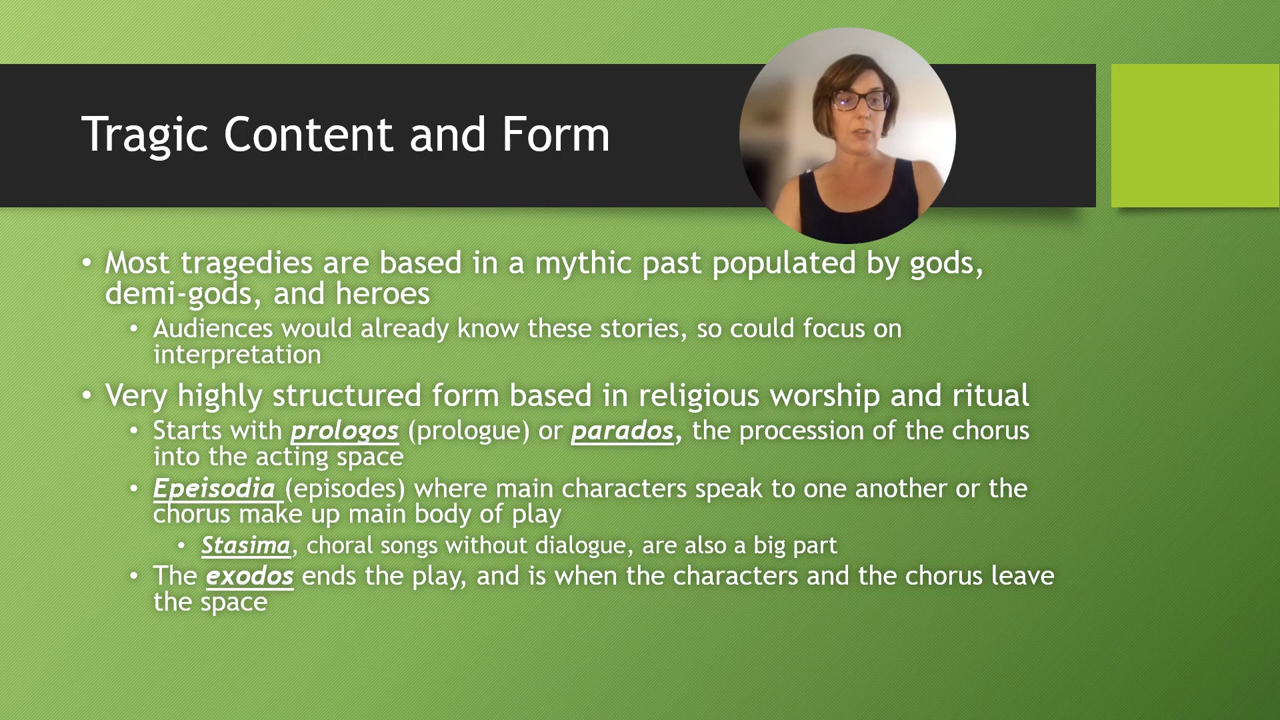 Tragic Content and Form
• Most tragedies are based in a mythic past populated by gods,
demi-gods, and heroes
• Audiences would already know these stories, so could focus on
interpretation
• Very highly structured form based in religious worship and ritual
• Starts with prologos (prologue) or parados, the procession of the chorus
into the acting space
• Epeisodia (episodes) where main characters speak to one another or the
chorus make up main body of play
• Stasima, choral songs without dialogue, are also a big part
• The exodos ends the play, and is when the characters and the chorus leave
the space